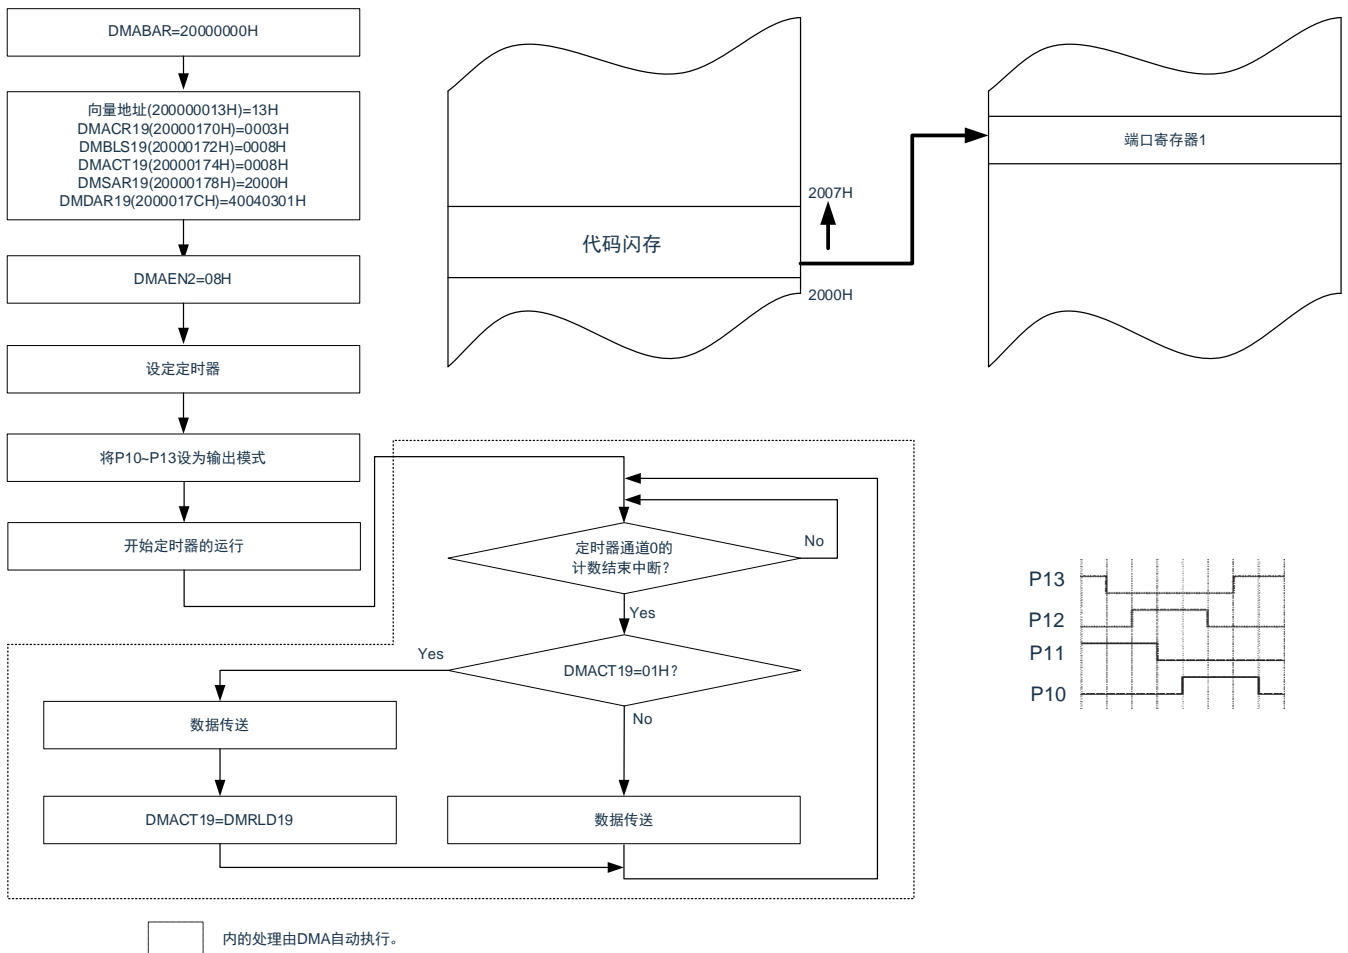 DMABAR=20000000H
向量地址(200000013H)=13H
DMACR19(20000170H)=0003H
DMBLS19(20000172H)=0008H
DMACT19(20000174H)=0008H
DMSAR19(20000178H)=2000H
DMDAR19(2000017CH)=40040301H
DMAEN2=08H
设定定时器
将P10~P13设为输出模式
开始定时器的运行
2007H
代码闪存
2000H
端口寄存器1
定时器通道0的
计数结束中断?
No
Yes
DMACT19=01H?
Yes
No
数据传送
DMACT19=DMRLD19
数据传送
P13
P12
P11
P10
内的处理由DMA自动执行。